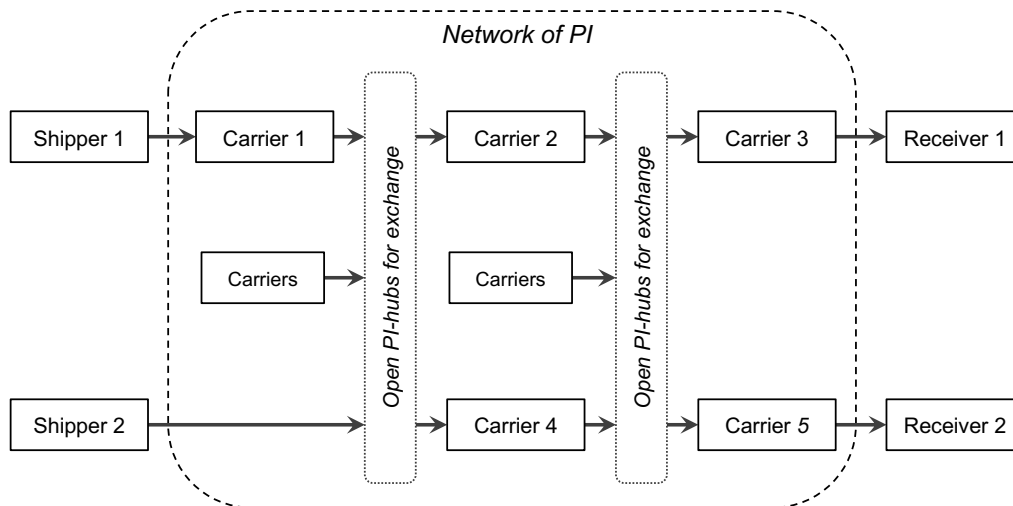 Network of PI
Shipper 1
Carrier 1
Open PI-hubs for exchange
Carrier 2
Open PI-hubs for exchange
Carrier 3
Receiver 1
Carriers
Carriers
Shipper 2
Carrier 4
Carrier 5
Receiver 2